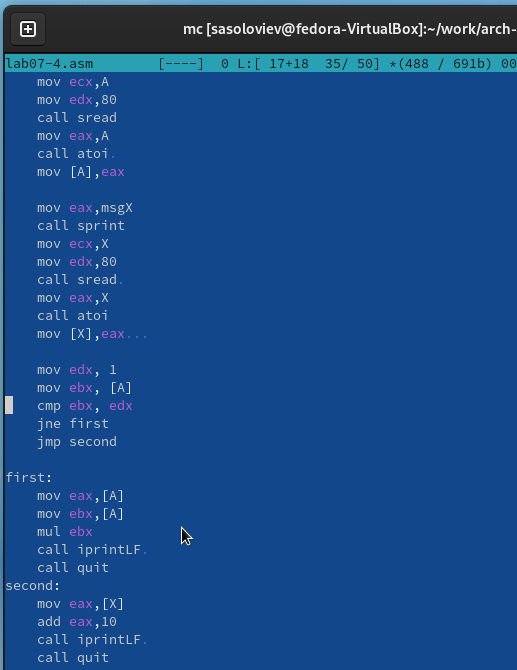 mc [sasoloviev@fedora-VirtualBox]:~/work/arch-
lab07-4.asm [----] 0 L:[ 17+18 35/ 50] *(488 / 691b) 00
mov ecx,A
mov edx,80
call sread
mov eax,A
call atoi.
mov [A],eax
mov eax,msgX
call sprint
mov ecx,X
mov edx,80
call sread.
mov eax,X
call atoi
mov [X],eax...
mov edx, 1
mov ebx, [A]
cmp ebx, edx
jne first
jmp second
first:
mov eax,[A]
mov ebx,[A]
mul ebx
call iprintLF.
call quit
second:
mov eax,[X]
add eax,10
call iprintLF.
call quit